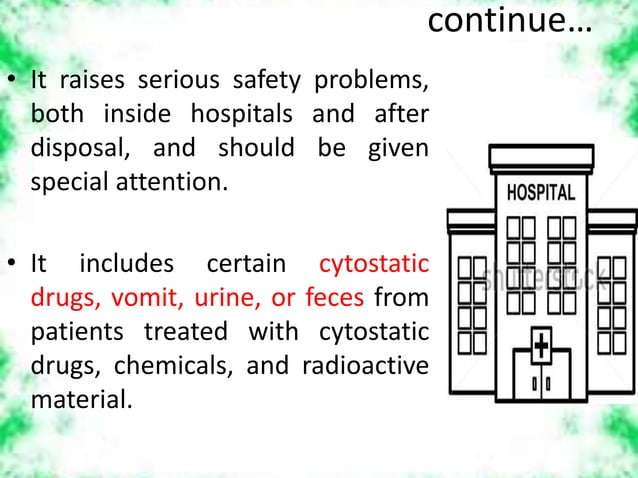 continue…
• It raises serious safety problems,
both inside hospitals and after
disposal, and should be given
special attention.
HOSPITAL
shutterstock
• It includes certain cytostatic
drugs, vomit, urine, or feces from
patients treated with cytostatic
drugs, chemicals, and radioactive
material.